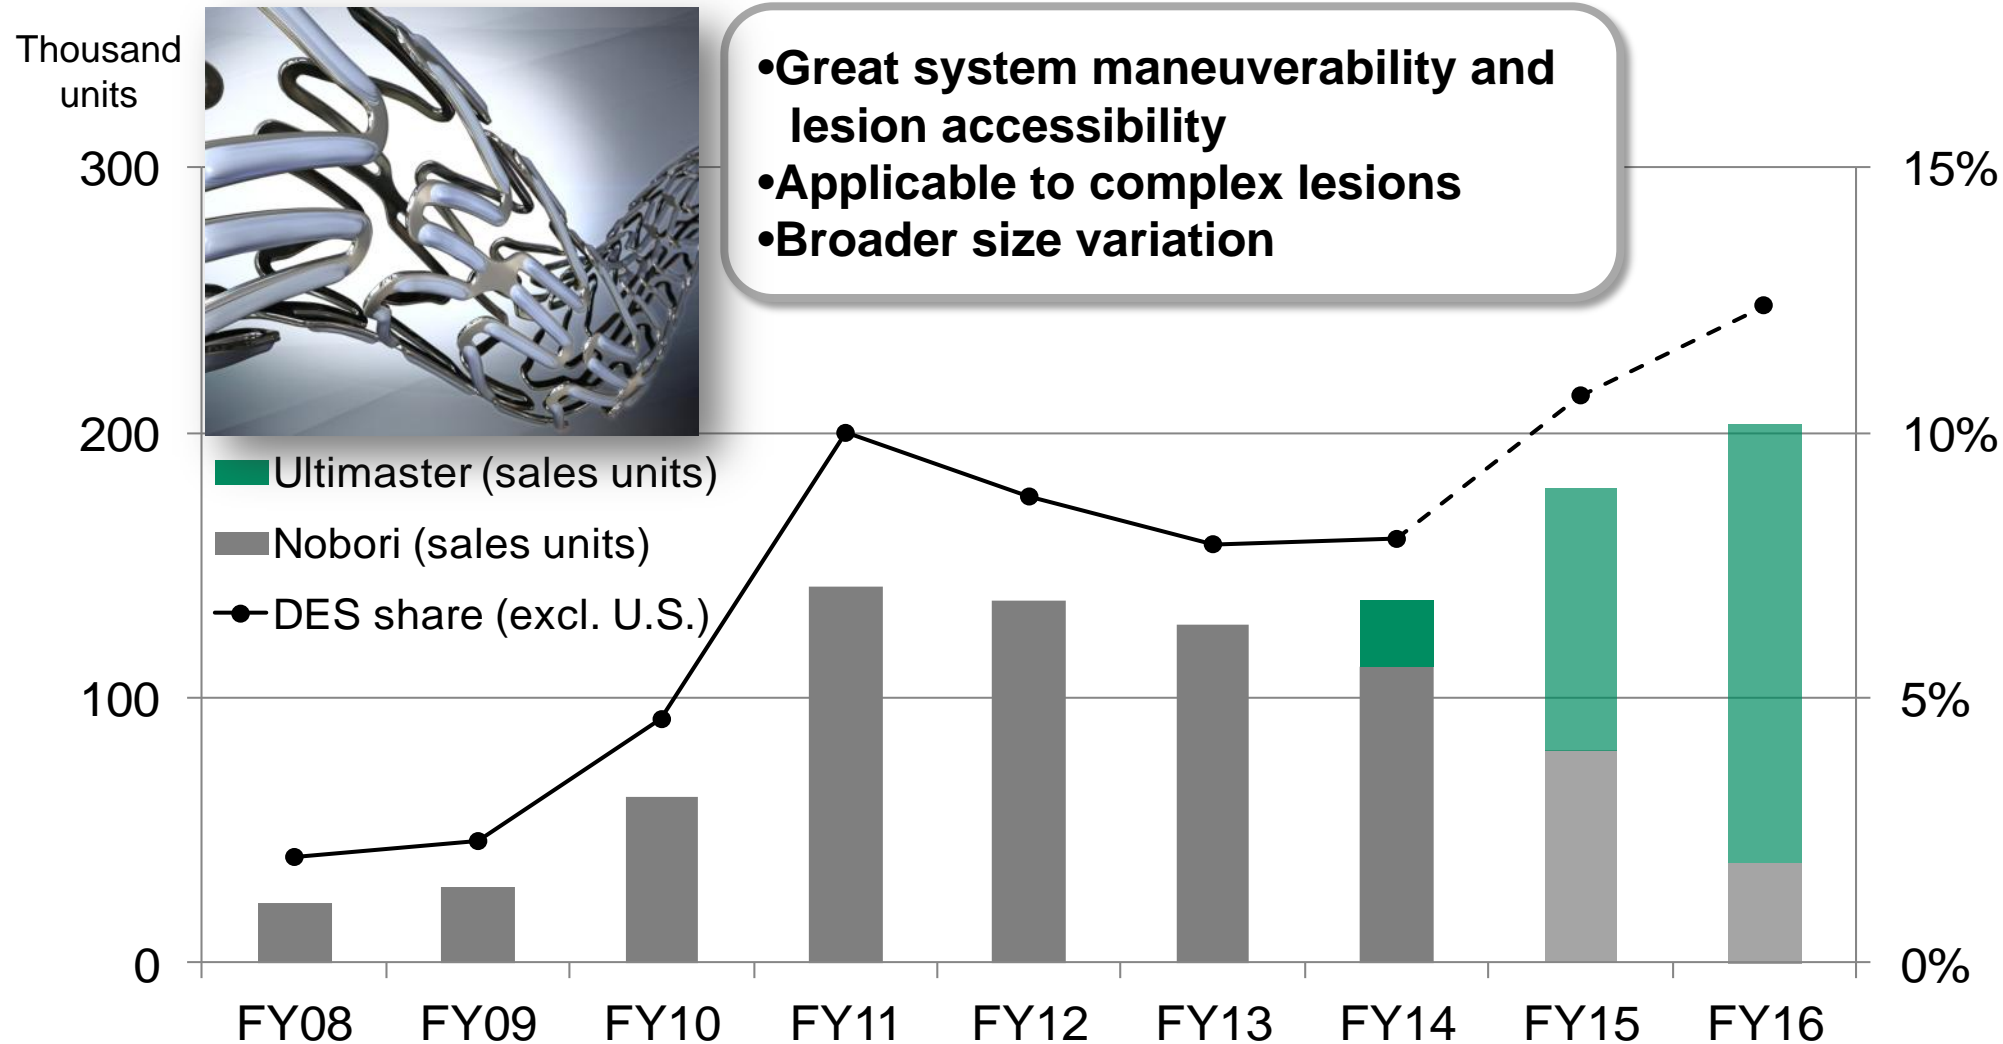 Thousand
units
•Great system maneuverability and
lesion accessibility
•Applicable to complex lesions
•Broader size variation
300
200
100
0
15%
10%
5%
0%
Ultimaster (sales units)
Nobori (sales units)
DES share (excl. U.S.)
FY08 FY09 FY10 FY11 FY12 FY13 FY14 FY15 FY16